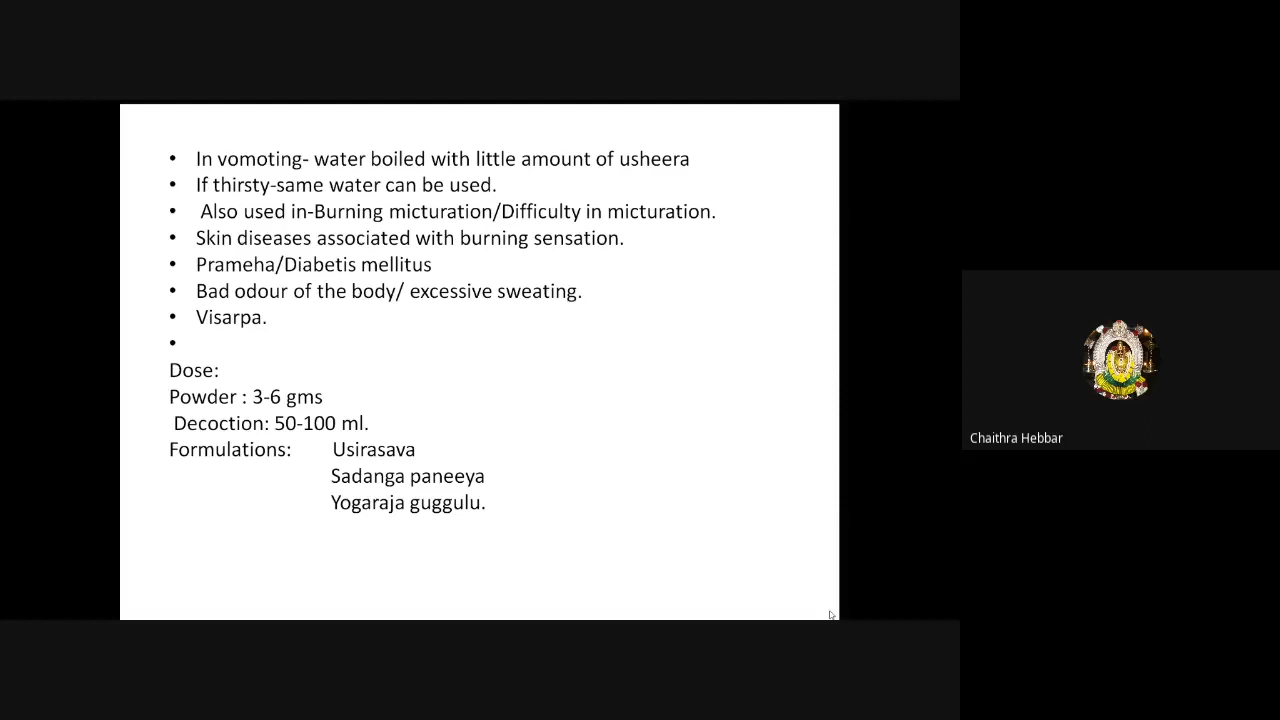 • In vomoting- water boiled with little amount of usheera
• If thirsty-same water can be used.
• Also used in-Burning micturation/Difficulty in micturation.
• Skin diseases associated with burning sensation.
• Prameha/Diabetis mellitus
• Bad odour of the body/ excessive sweating.
• Visarpa.
•
Dose:
Powder : 3-6 gms
Decoction: 50-100 ml.
Formulations: Usirasava
Sadanga paneeya
Yogaraja guggulu.
Chaithra Hebbar